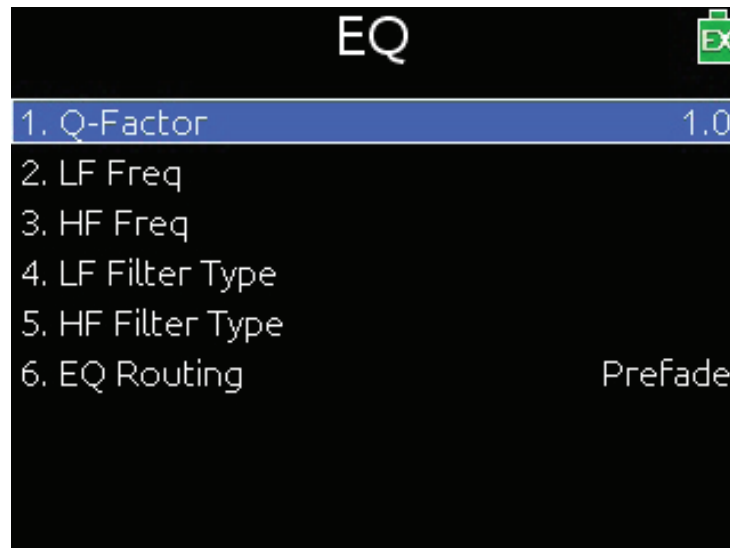 EQ
EX
1. Q-Factor 1.0
2. LF Freq
3. HF Freq
4. LF Filter Type
5. HF Filter Type
6. EQ Routing Prefade